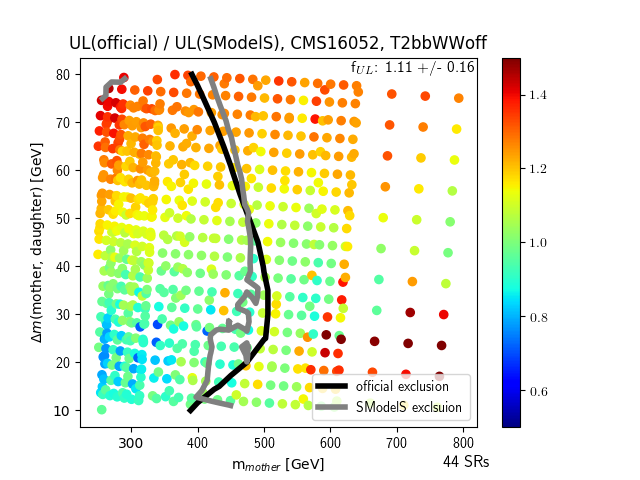 UL(official) / UL(SModelS), CMS16052, T2bbWWoff
f_UL: 1.11 +/- 0.16
80
70
60
50
40
30
20
10
Δm(mother, daughter) [GeV]
1.4
1.2
1.0
0.8
0.6
official exclusion
SModelS exclusion
300 400 500 600 700 800
m_mother [GeV]
44 SRs